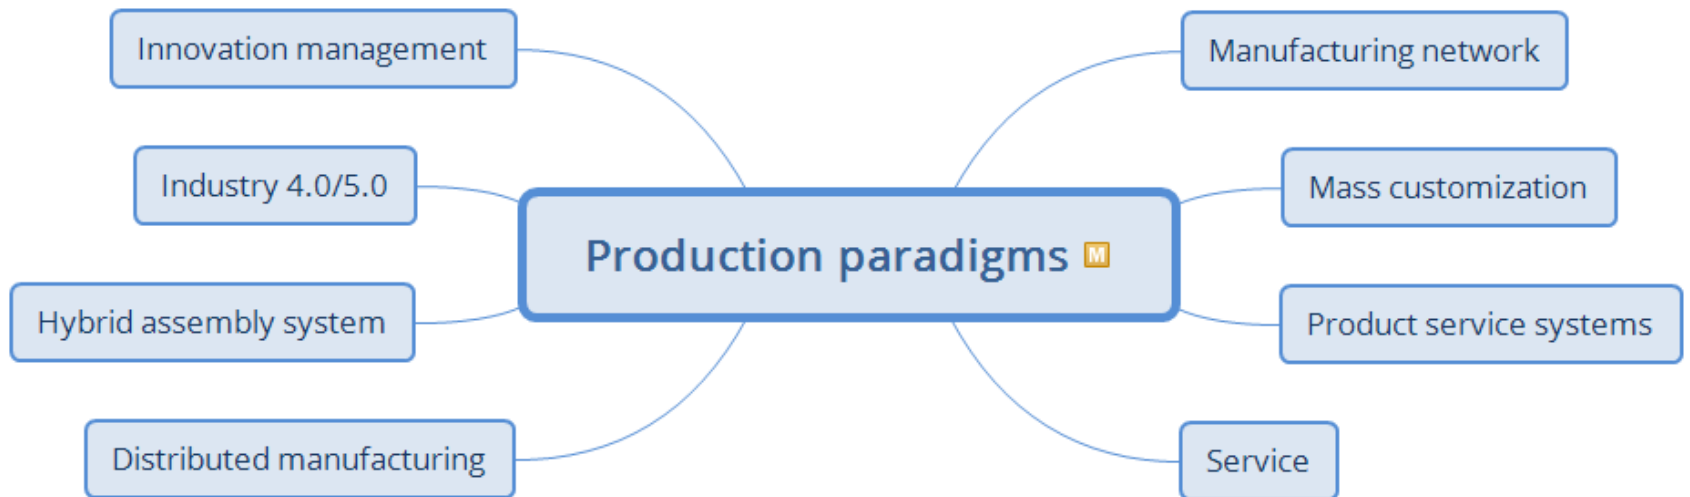 Innovation management
Manufacturing network
Industry 4.0/5.0
Mass customization
Production paradigms M
Hybrid assembly system
Product service systems
Distributed manufacturing
Service